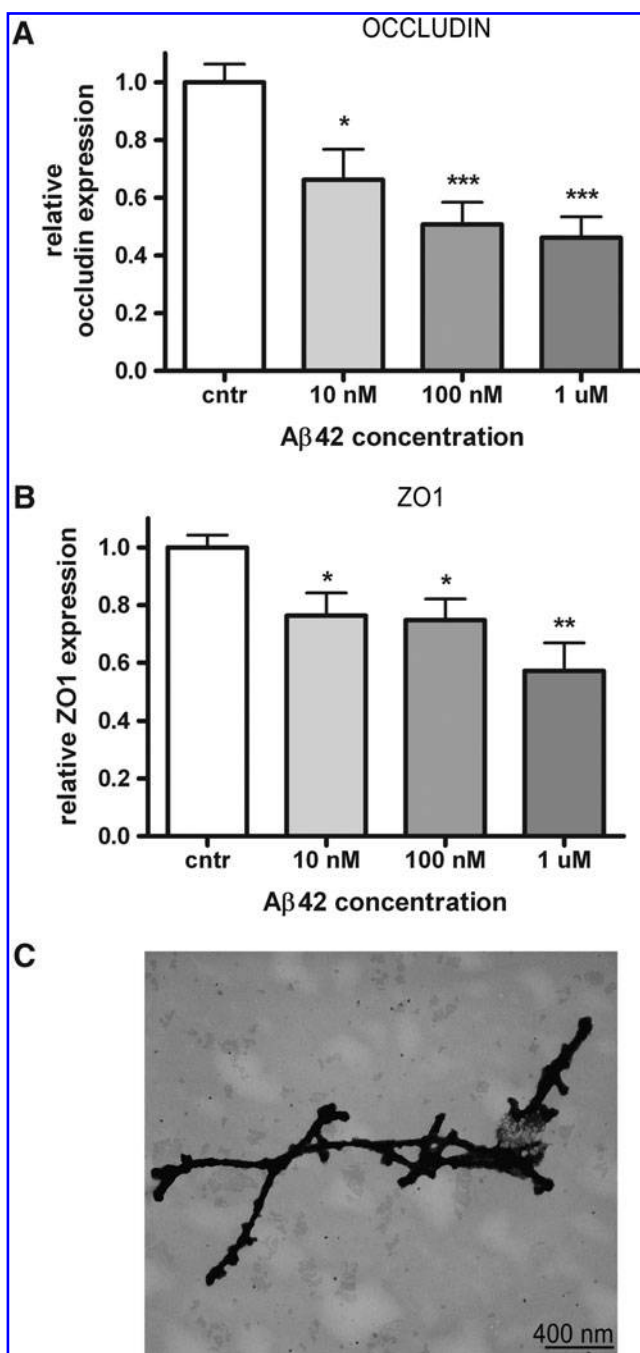 A
OCCLUDIN
relative
occludin expression
1.0
0.8
0.6
0.4
0.2
0.0
*
***
***
cntr 10 nM 100 nM 1 uM
Aβ42 concentration
B
ZO1
relative ZO1 expression
1.0
0.8
0.6
0.4
0.2
0.0
*
*
**
cntr 10 nM 100 nM 1 uM
Aβ42 concentration
C
400 nm